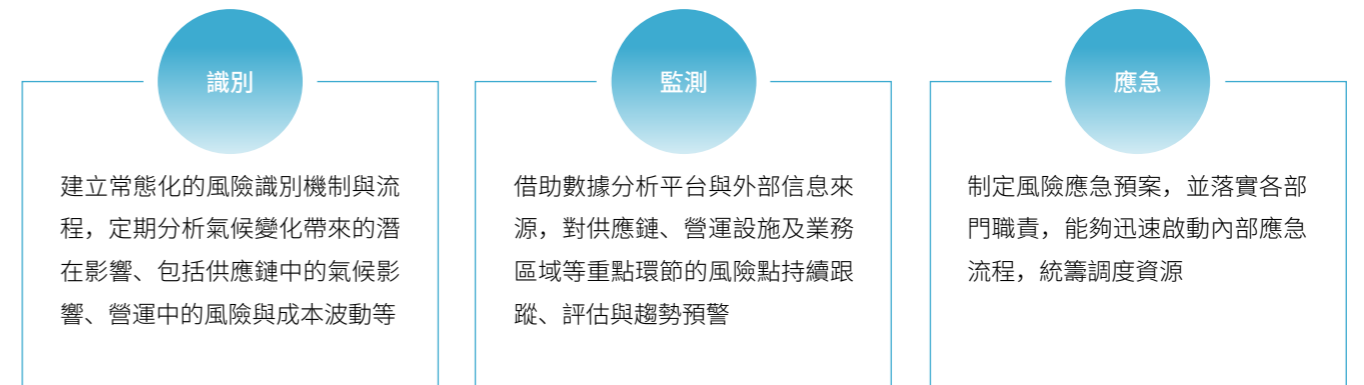 識別
建立常態化的風險識別機制與流
程，定期分析氣候變化帶來的潛
在影響、包括供應鏈中的氣候影
響、營運中的風險與成本波動等
監測
借助數據分析平台與外部信息來
源，對供應鏈、營運設施及業務
區域等重點環節的風險點持續跟
蹤、評估與趨勢預警
應急
制定風險應急預案，並落實各部
門職責，能夠迅速啟動內部應急
流程，統籌調度資源